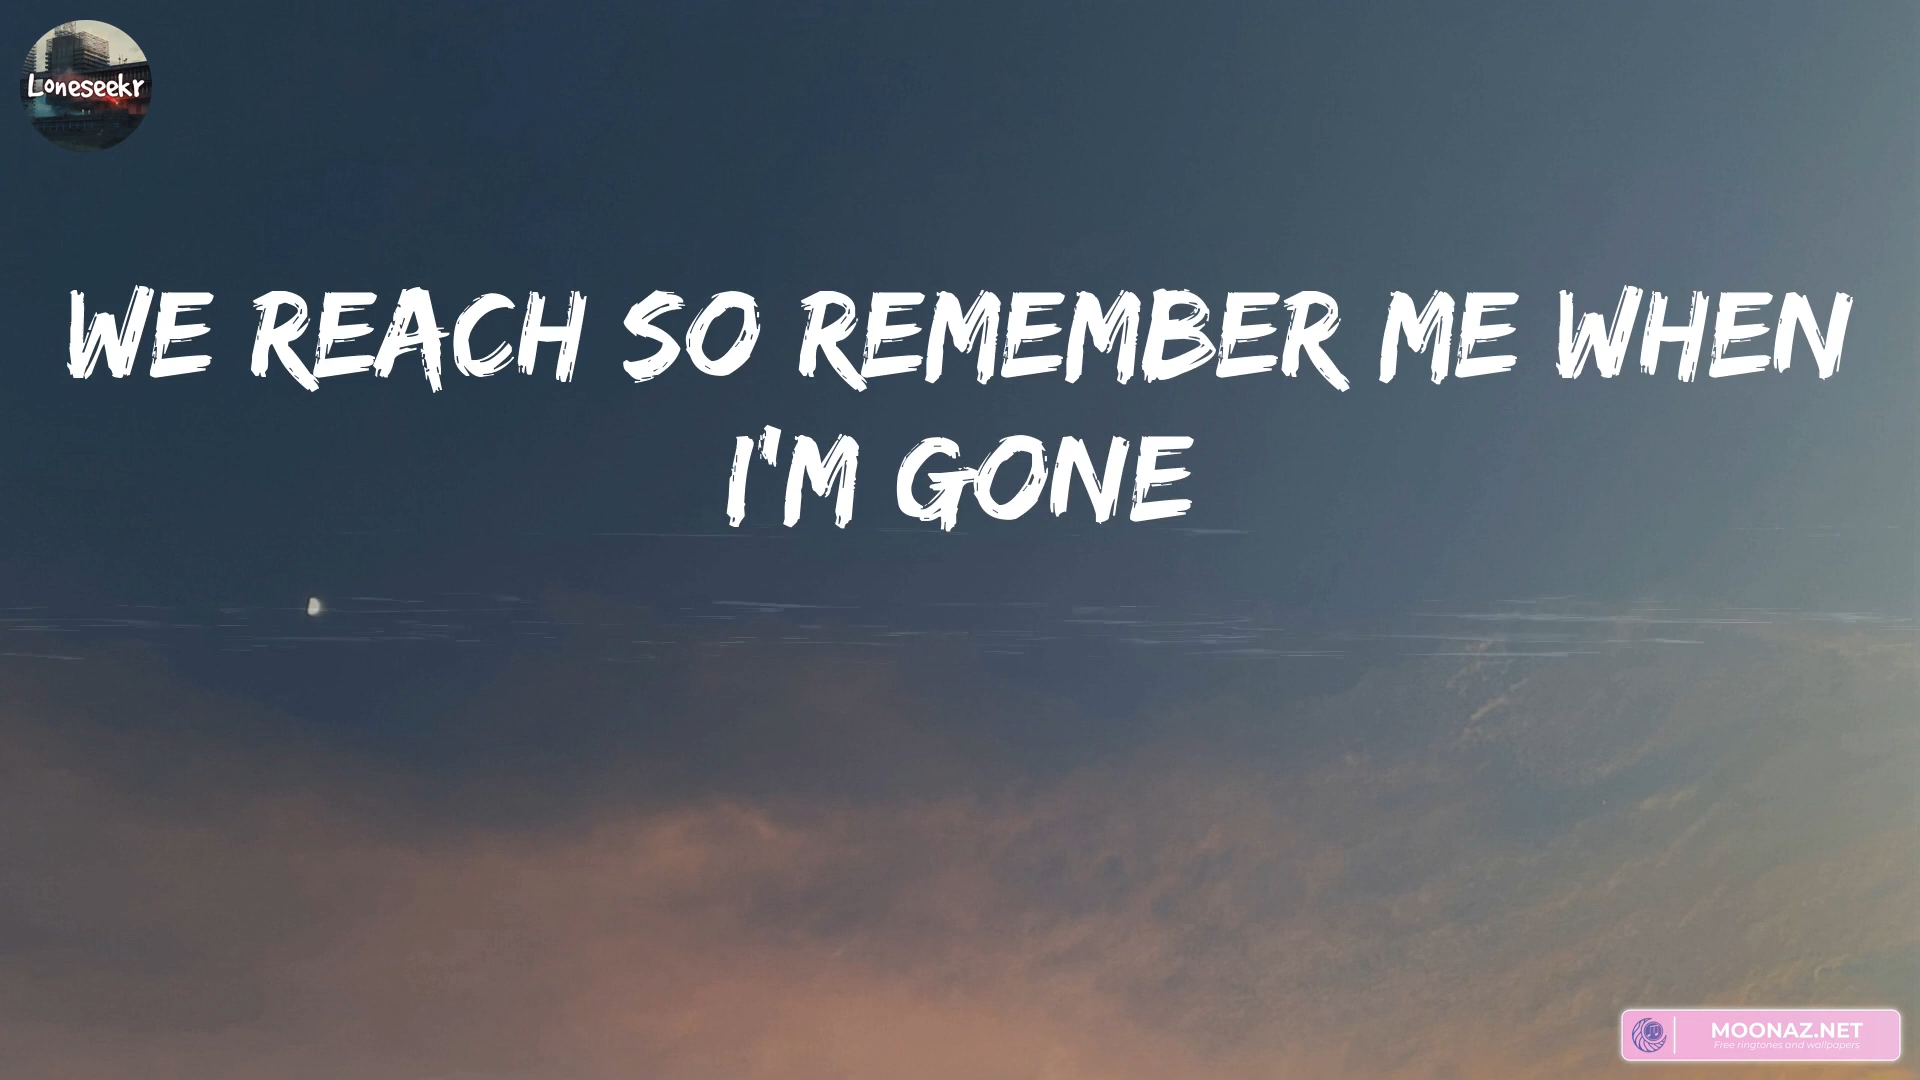 Loneseekr
WE REACH SO REMEMBER ME WHEN
I'M GONE
MOONAZ.NET
Free ringtones and wallpapers